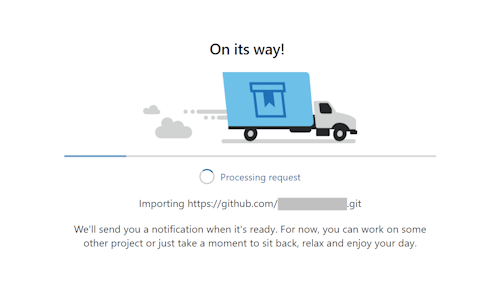 On its way!
Processing request
Importing https://github.com/ .git
We'll send you a notification when it's ready. For now, you can work on some
other project or just take a moment to sit back, relax and enjoy your day.